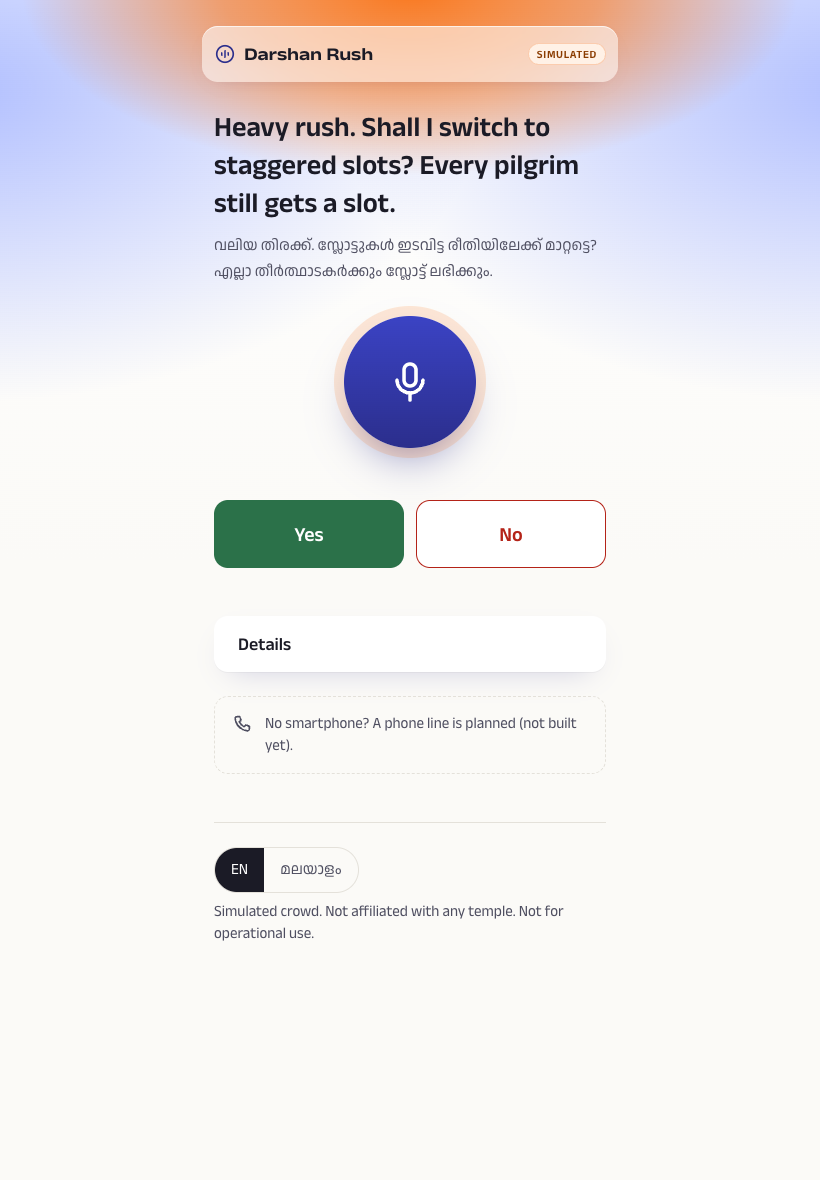 Darshan Rush
SIMULATED
Heavy rush. Shall I switch to
staggered slots? Every pilgrim
still gets a slot.
വലിയ തിരക്ക്. സ്ലോട്ടുകൾ ഇടവിട്ട രീതിയിലേക്ക് മാറ്റട്ടെ?
എല്ലാ തീർത്ഥാടകർക്കും സ്ലോട്ട് ലഭിക്കും.
Yes
No
Details
No smartphone? A phone line is planned (not built
yet).
EN
മലയാളം
Simulated crowd. Not affiliated with any temple. Not for
operational use.